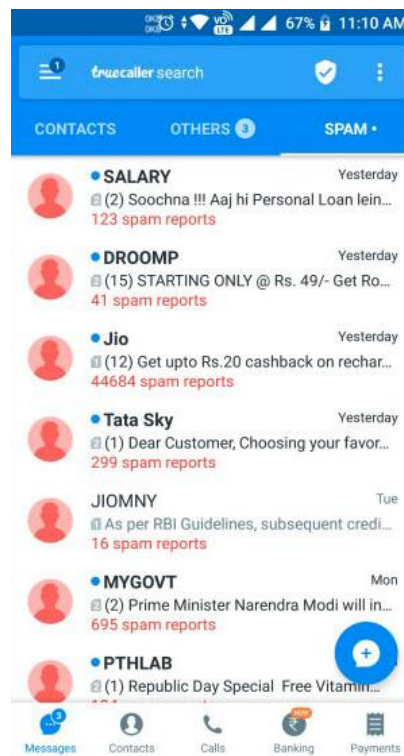 67% 11:10 AM
1
truecaller search
CONTACTS OTHERS 3 SPAM •
SALARY Yesterday
(2) Soochna !!! Aaj hi Personal Loan lein...
123 spam reports
DROOMP Yesterday
(15) STARTING ONLY @ Rs. 49/- Get Ro...
41 spam reports
Jio Yesterday
(12) Get upto Rs.20 cashback on rechar...
44684 spam reports
Tata Sky Yesterday
(1) Dear Customer, Choosing your favor...
299 spam reports
JIOMNY Tue
As per RBI Guidelines, subsequent credi...
16 spam reports
MYGOVT Mon
(2) Prime Minister Narendra Modi will in...
695 spam reports
PTHLAB
(1) Republic Day Special Free Vitamin...
3
Messages Contacts Calls Banking Payments